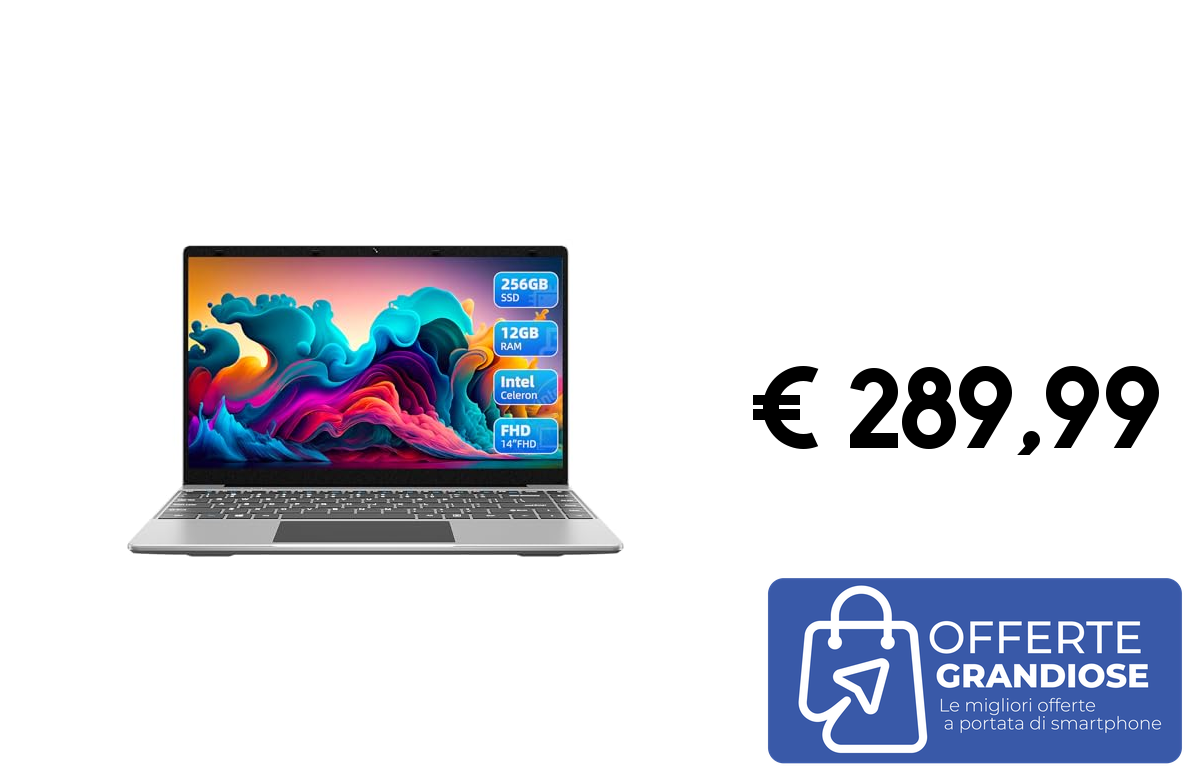 256GB
SSD
12GB
RAM
Intel
Celeron
FHD
14"FHD
€ 289,99
OFFERTE
GRANDIOSE
Le migliori offerte
a portata di smartphone